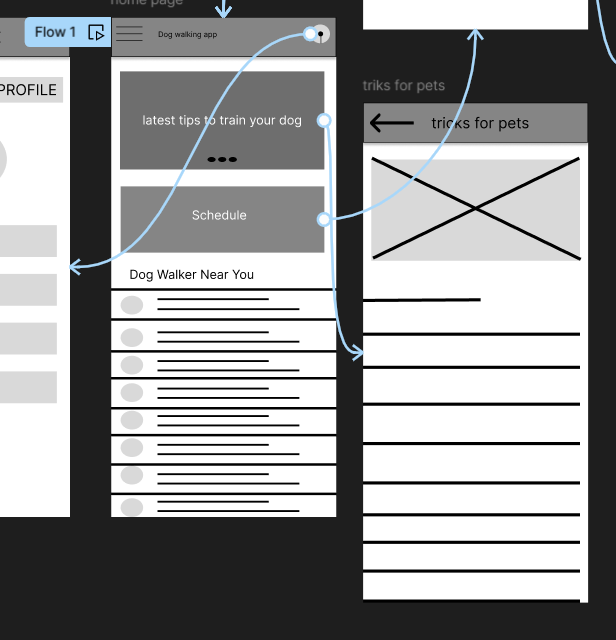 home page
Flow 1
Dog walking app
PROFILE
latest tips to train your dog
Schedule
Dog Walker Near You
triks for pets
tricks for pets